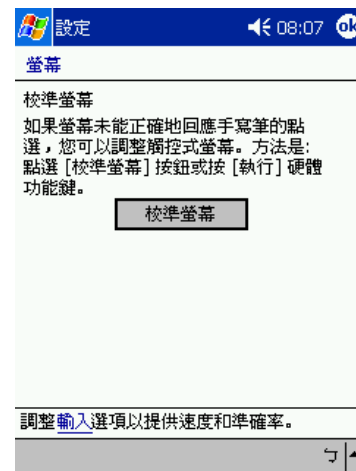 設定 08:07 ok
螢幕
校準螢幕
如果螢幕未能正確地回應手寫筆的點
選，您可以調整觸控式螢幕。方法是:
點選 [校準螢幕] 按鈕或按 [執行] 硬體
功能鍵。
校準螢幕
調整輸入選項以提供速度和準確率。
ㄅ